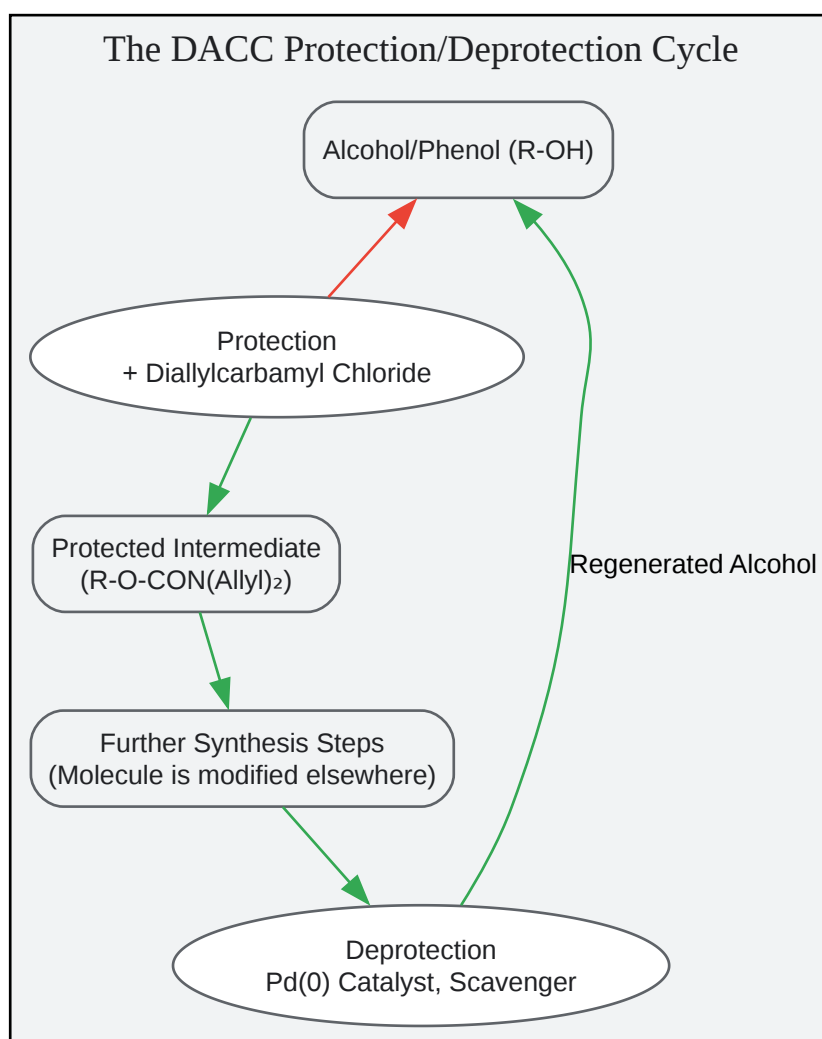 The DACC Protection/Deprotection Cycle
Alcohol/Phenol (R-OH)
Protection
+ Diallylcarbamyl Chloride
Protected Intermediate
(R-O-CON(Allyl)₂)
Regenerated Alcohol
Further Synthesis Steps
(Molecule is modified elsewhere)
Deprotection
Pd(0) Catalyst, Scavenger